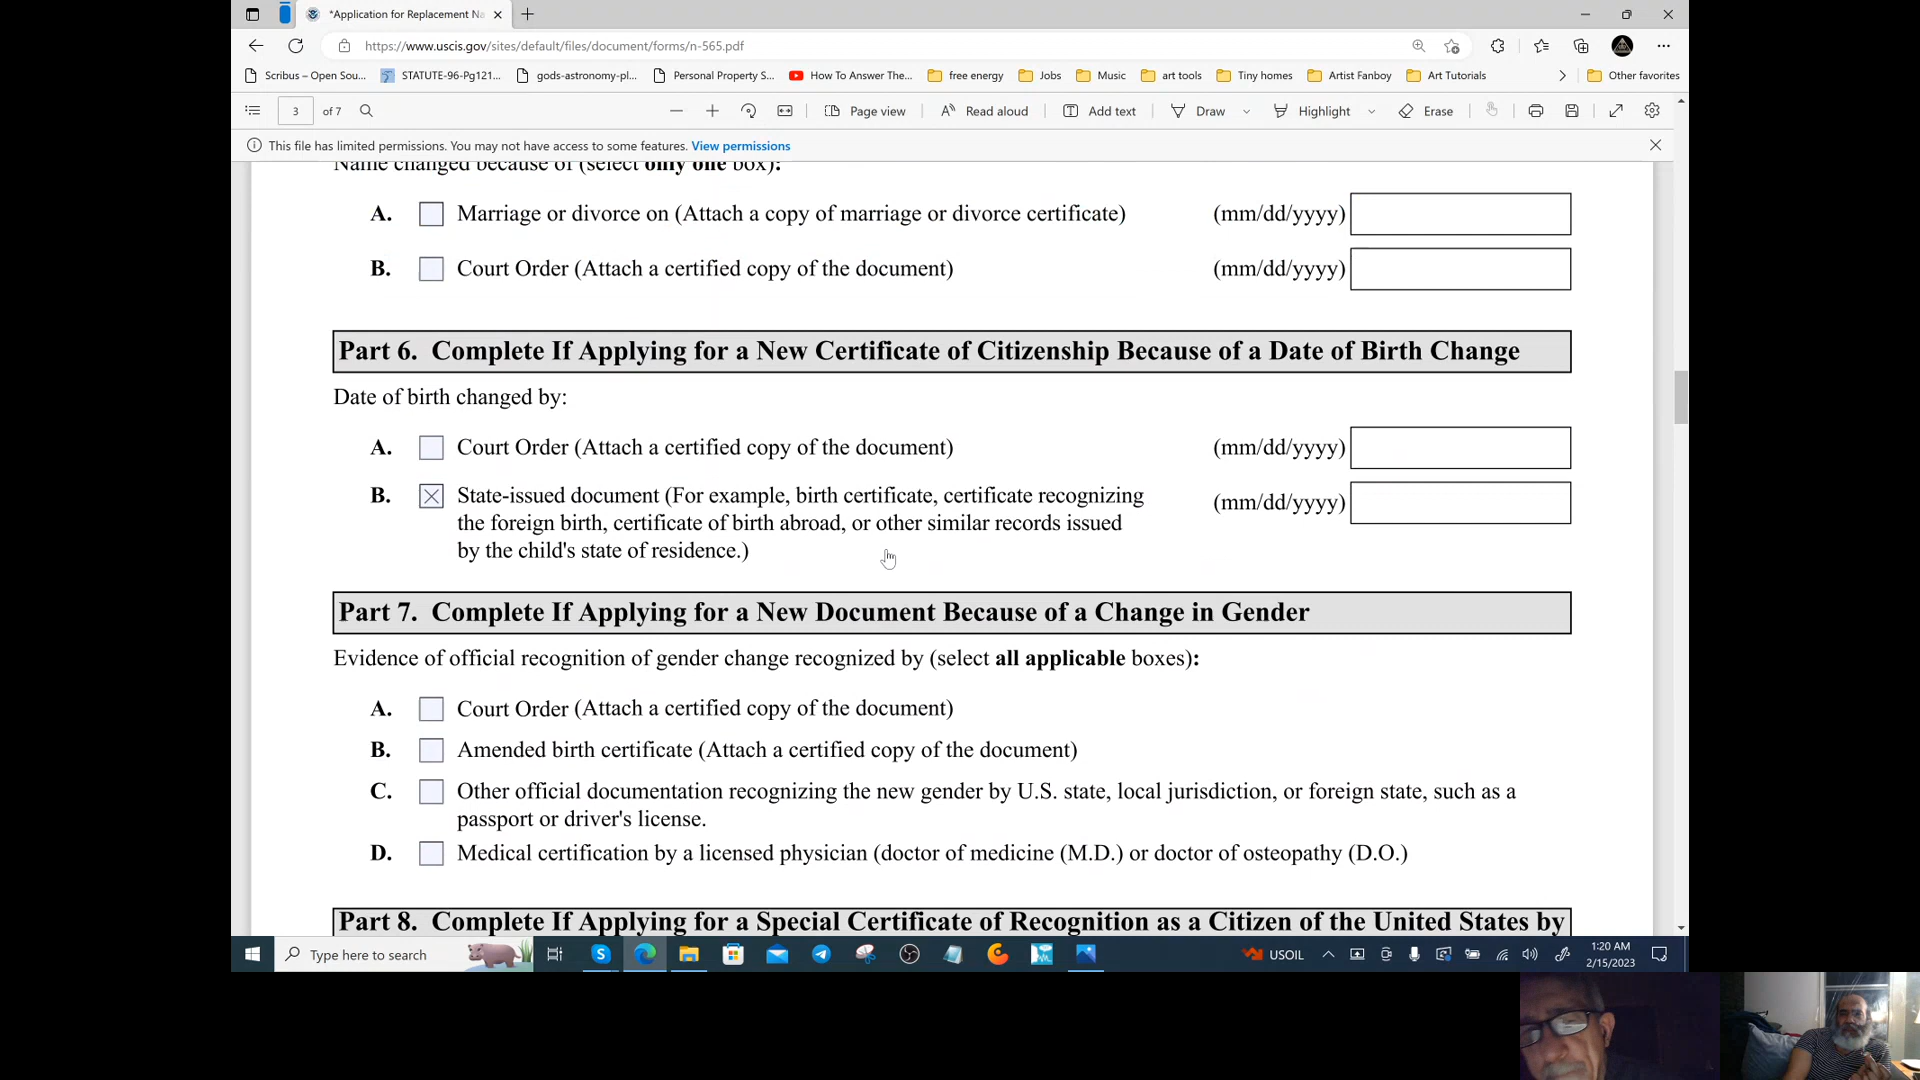 *Application for Replacement Na
https://www.uscis.gov/sites/default/files/document/forms/n-565.pdf
Scribus – Open Sou...
STATUTE-96-Pg121...
gods-astronomy-pl...
Personal Property S...
How To Answer The...
free energy
Jobs
Music
art tools
Tiny homes
Artist Fanboy
Art Tutorials
Other favorites
3 of 7
Page view
Read aloud
Add text
Draw
Highlight
Erase
This file has limited permissions. You may not have access to some features. View permissions
Name changed because of (select only one box):
A. Marriage or divorce on (Attach a copy of marriage or divorce certificate) (mm/dd/yyyy)
B. Court Order (Attach a certified copy of the document) (mm/dd/yyyy)
Part 6. Complete If Applying for a New Certificate of Citizenship Because of a Date of Birth Change
Date of birth changed by:
A. Court Order (Attach a certified copy of the document) (mm/dd/yyyy)
B. State-issued document (For example, birth certificate, certificate recognizing (mm/dd/yyyy)
the foreign birth, certificate of birth abroad, or other similar records issued
by the child's state of residence.)
Part 7. Complete If Applying for a New Document Because of a Change in Gender
Evidence of official recognition of gender change recognized by (select all applicable boxes):
A. Court Order (Attach a certified copy of the document)
B. Amended birth certificate (Attach a certified copy of the document)
C. Other official documentation recognizing the new gender by U.S. state, local jurisdiction, or foreign state, such as a
passport or driver's license.
D. Medical certification by a licensed physician (doctor of medicine (M.D.) or doctor of osteopathy (D.O.)
Part 8. Complete If Applying for a Special Certificate of Recognition as a Citizen of the United States by
Type here to search
USOIL
1:20 AM
2/15/2023